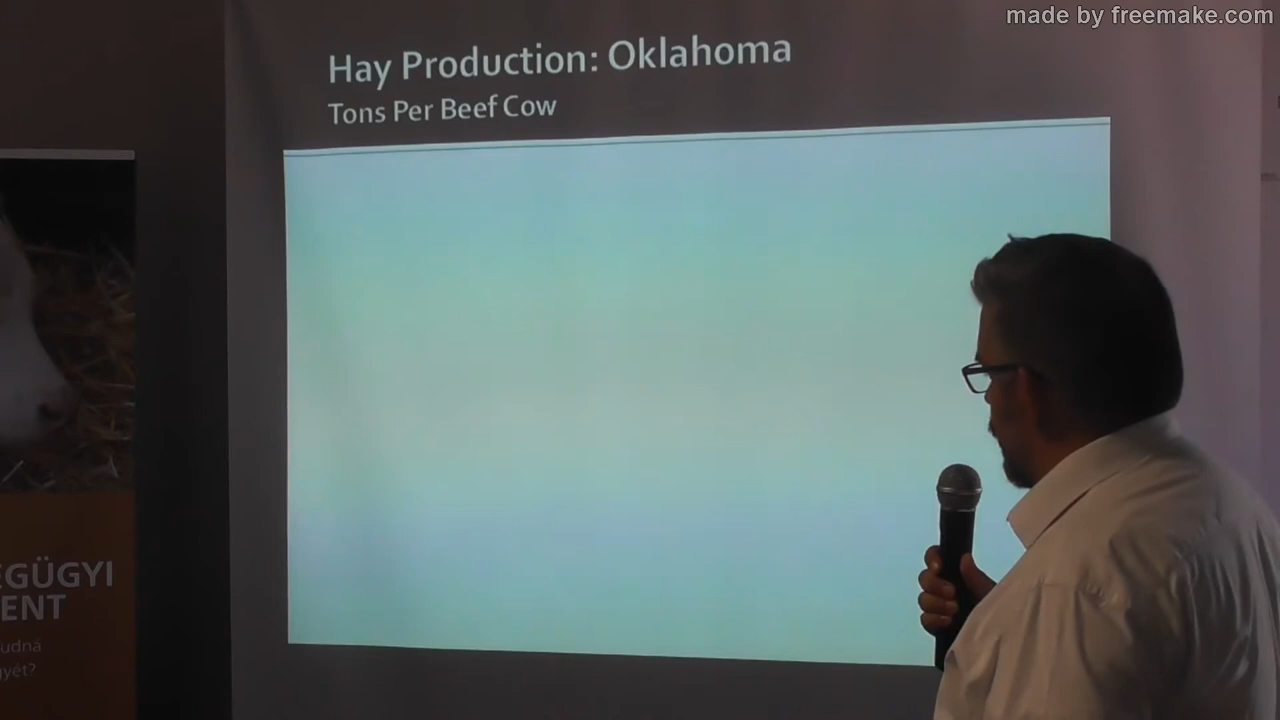 made by freemake.com
Hay Production: Oklahoma
Tons Per Beef Cow
EGÜGYI
ENT
udná
gyét?